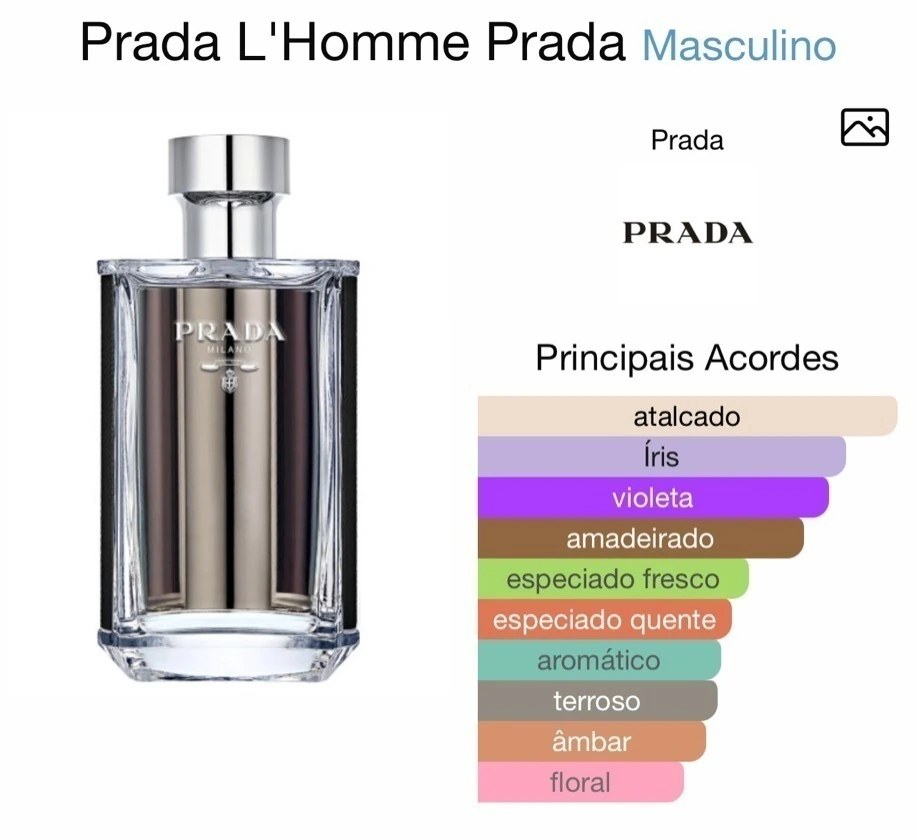 Prada L'Homme Prada Masculino
Prada
PRADA
PRADA
MILANO
Principais Acordes
atalcado
Íris
violeta
amadeirado
especiado fresco
especiado quente
aromático
terroso
âmbar
floral